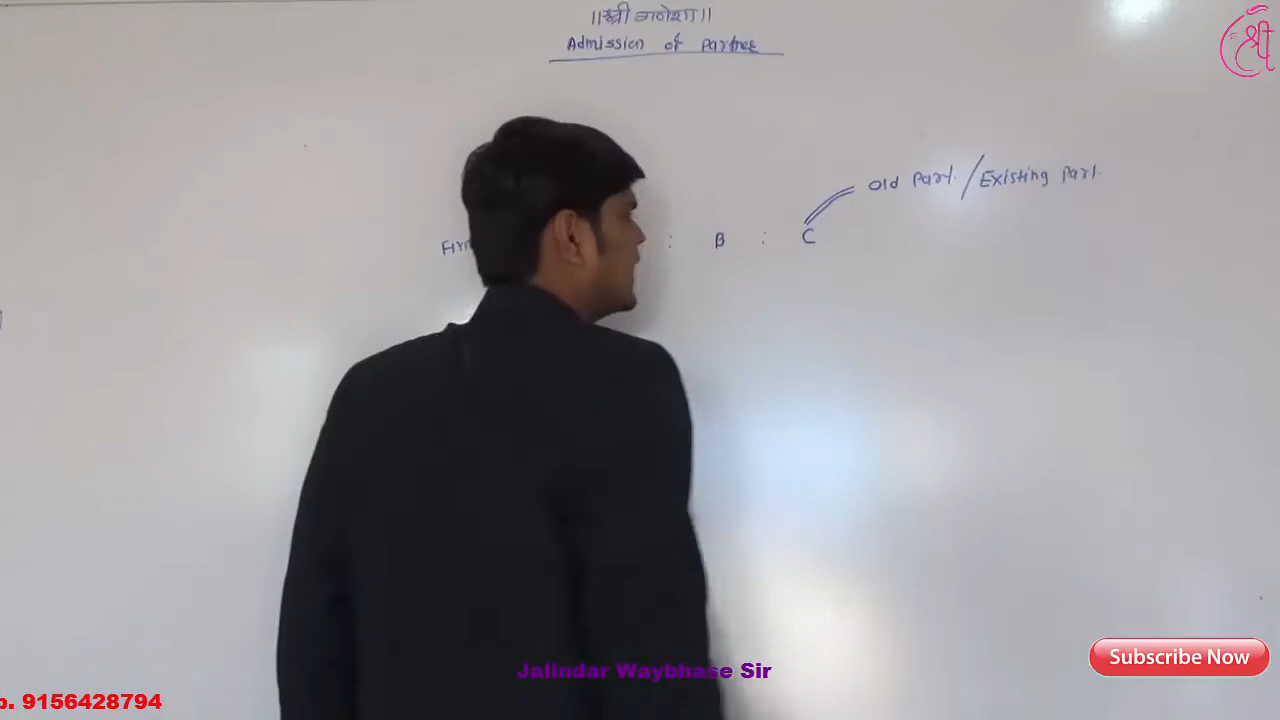 ॥श्री गणेशा॥
Admission of Partner
श्री
Old Part. / Existing Part.
: B : C
Subscribe Now
Jalindar Waybhase Sir
9156428794